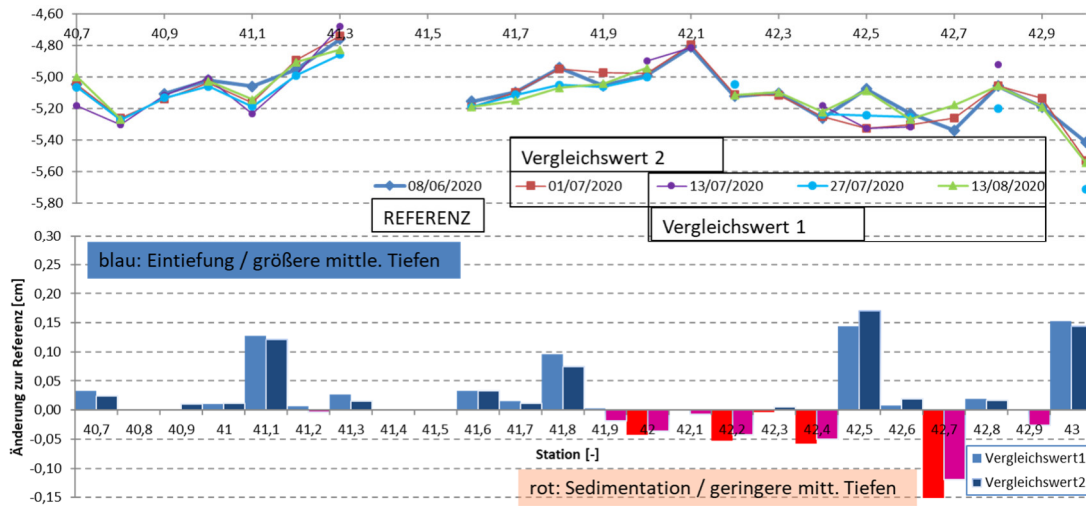 -4,60
40,7 40,9 41,1 41,3 41,5 41,7 41,9 42,1 42,3 42,5 42,7 42,9
-4,80
-5,00
-5,20
-5,40
-5,60
-5,80
Vergleichswert 2
08/06/2020 01/07/2020 13/07/2020 27/07/2020 13/08/2020
REFERENZ
Vergleichswert 1
Änderung zur Referenz [cm]
0,30
0,25
0,20
0,15
0,10
0,05
0,00
-0,05
-0,10
-0,15
blau: Eintiefung / größere mittle. Tiefen
40,7 40,8 40,9 41 41,1 41,2 41,3 41,4 41,5 41,6 41,7 41,8 41,9 42 42,1 42,2 42,3 42,4 42,5 42,6 42,7 42,8 42,9 43
Station [-]
Vergleichswert1
Vergleichswert2
rot: Sedimentation / geringere mitt. Tiefen